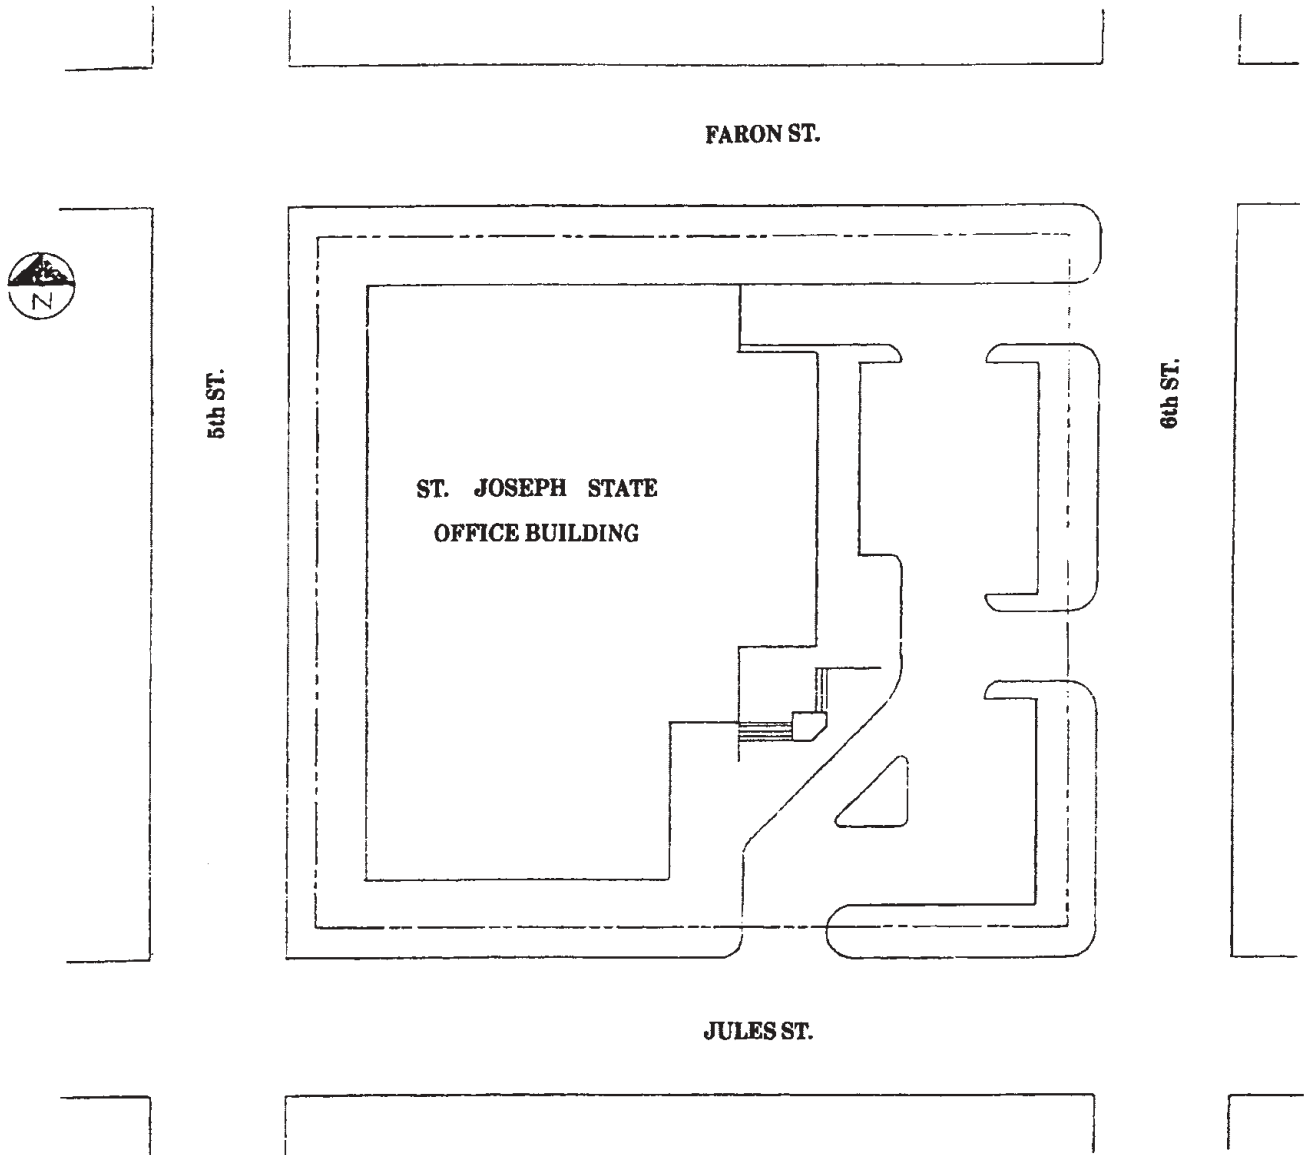 FARON ST.
N
5th ST.
6th ST.
ST. JOSEPH STATE
OFFICE BUILDING
JULES ST.